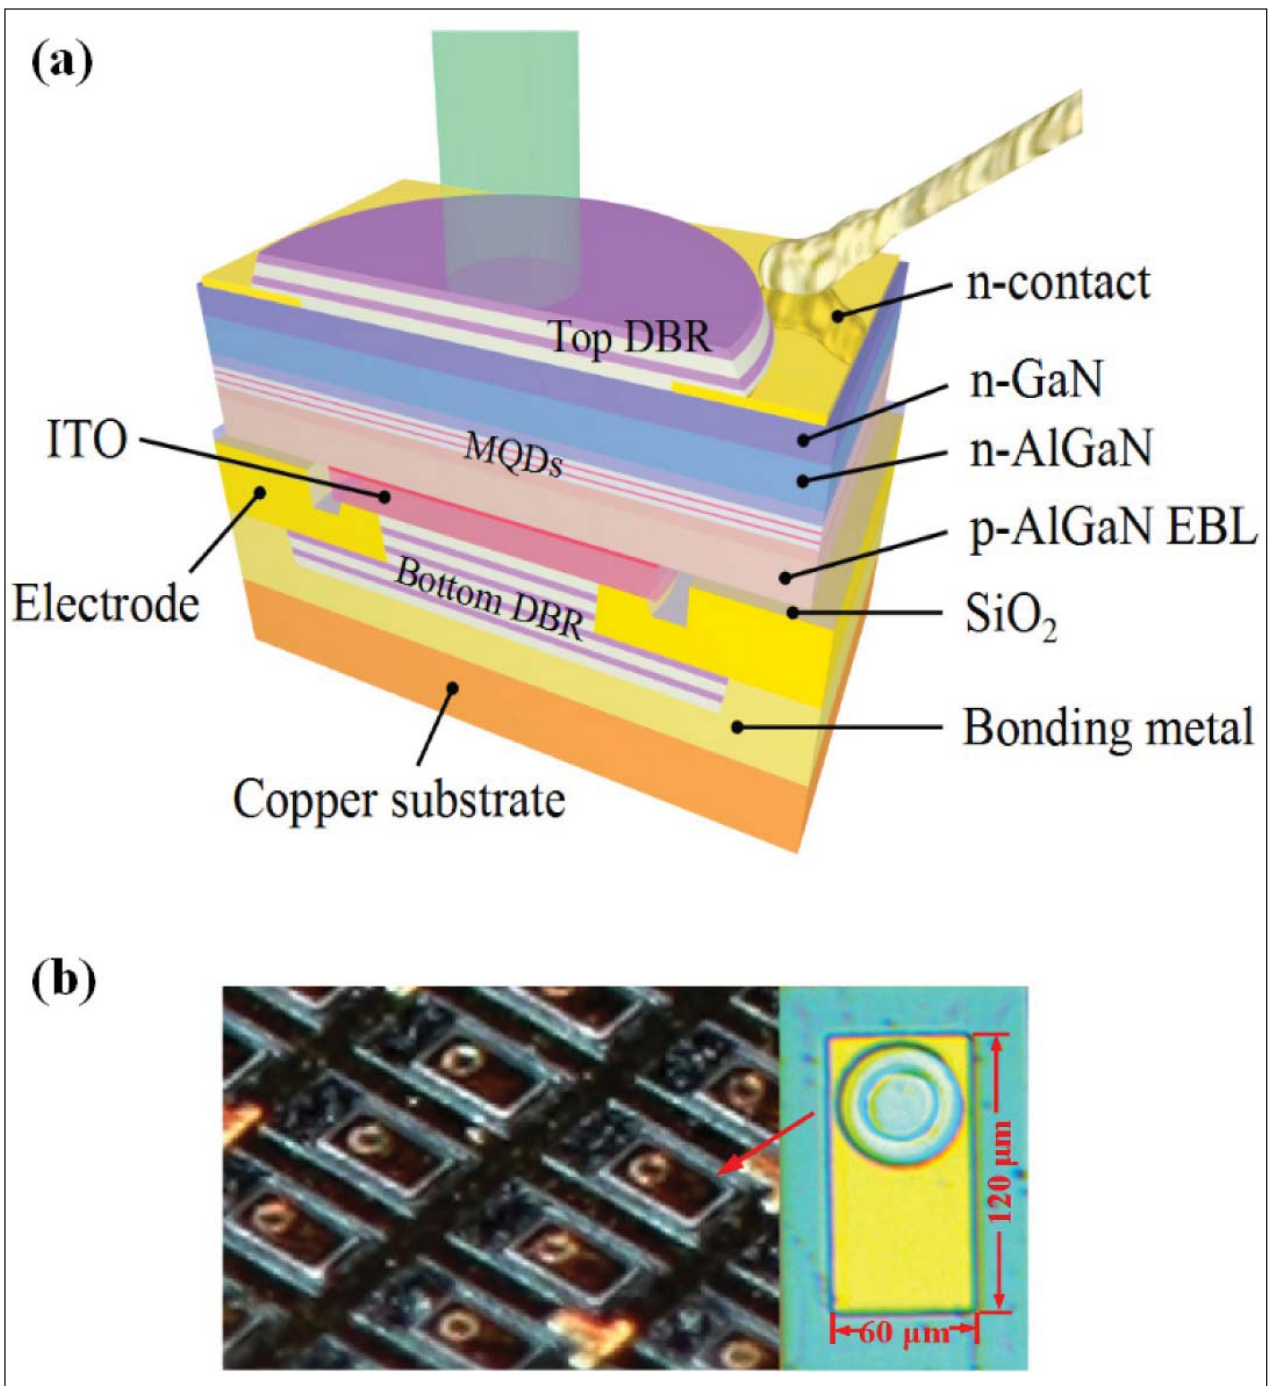 (a)
Top DBR
n-contact
n-GaN
ITO
MQDs
n-AlGaN
p-AlGaN EBL
Electrode
Bottom DBR
SiO₂
Bonding metal
Copper substrate
(b)
120 μm
60 μm